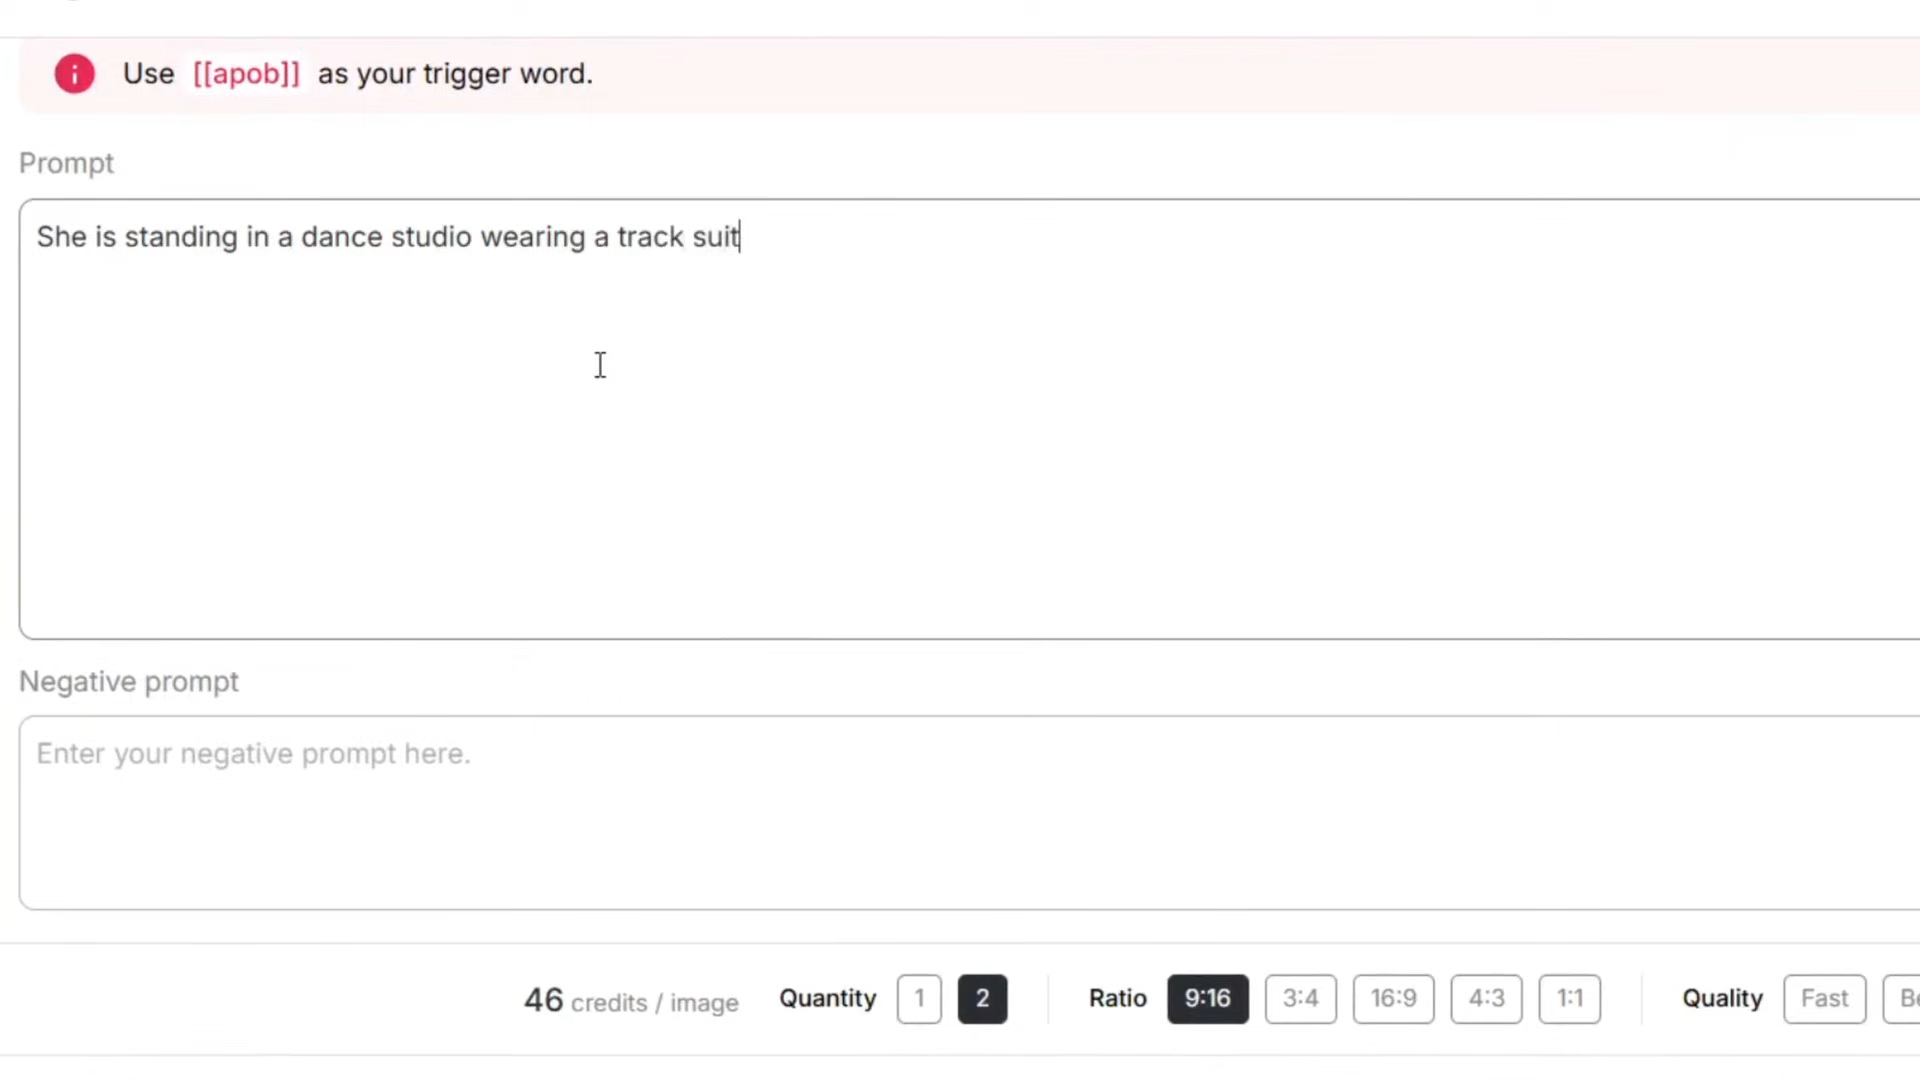 Use [[apob]] as your trigger word.
Prompt
She is standing in a dance studio wearing a track suit
Negative prompt
Enter your negative prompt here.
46 credits / image Quantity 1 2 Ratio 9:16 3:4 16:9 4:3 1:1 Quality Fast